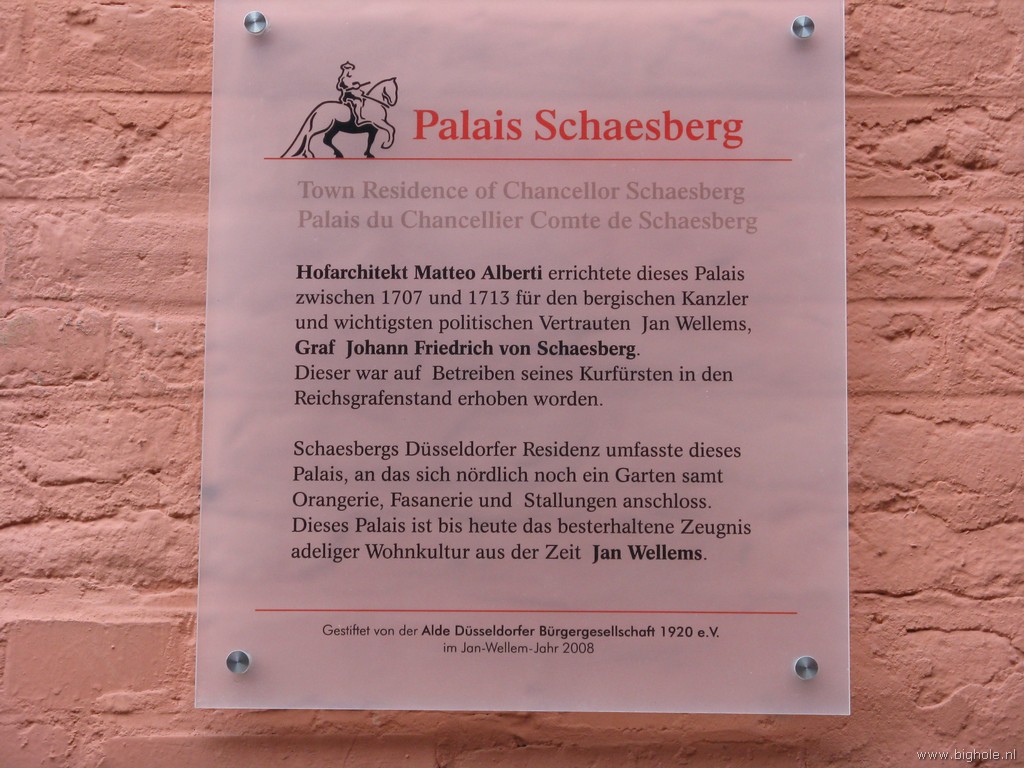 Palais Schaesberg
Town Residence of Chancellor Schaesberg
Palais du Chancellier Comte de Schaesberg
Hofarchitekt Matteo Alberti errichtete dieses Palais
zwischen 1707 und 1713 für den bergischen Kanzler
und wichtigsten politischen Vertrauten Jan Wellems,
Graf Johann Friedrich von Schaesberg.
Dieser war auf Betreiben seines Kurfürsten in den
Reichsgrafenstand erhoben worden.
Schaesbergs Düsseldorfer Residenz umfasste dieses
Palais, an das sich nördlich noch ein Garten samt
Orangerie, Fasanerie und Stallungen anschloss.
Dieses Palais ist bis heute das besterhaltene Zeugnis
adeliger Wohnkultur aus der Zeit Jan Wellems.
Gestiftet von der Alde Düsseldorfer Bürgergesellschaft 1920 e.V.
im Jan-Wellem-Jahr 2008
www.bighole.nl